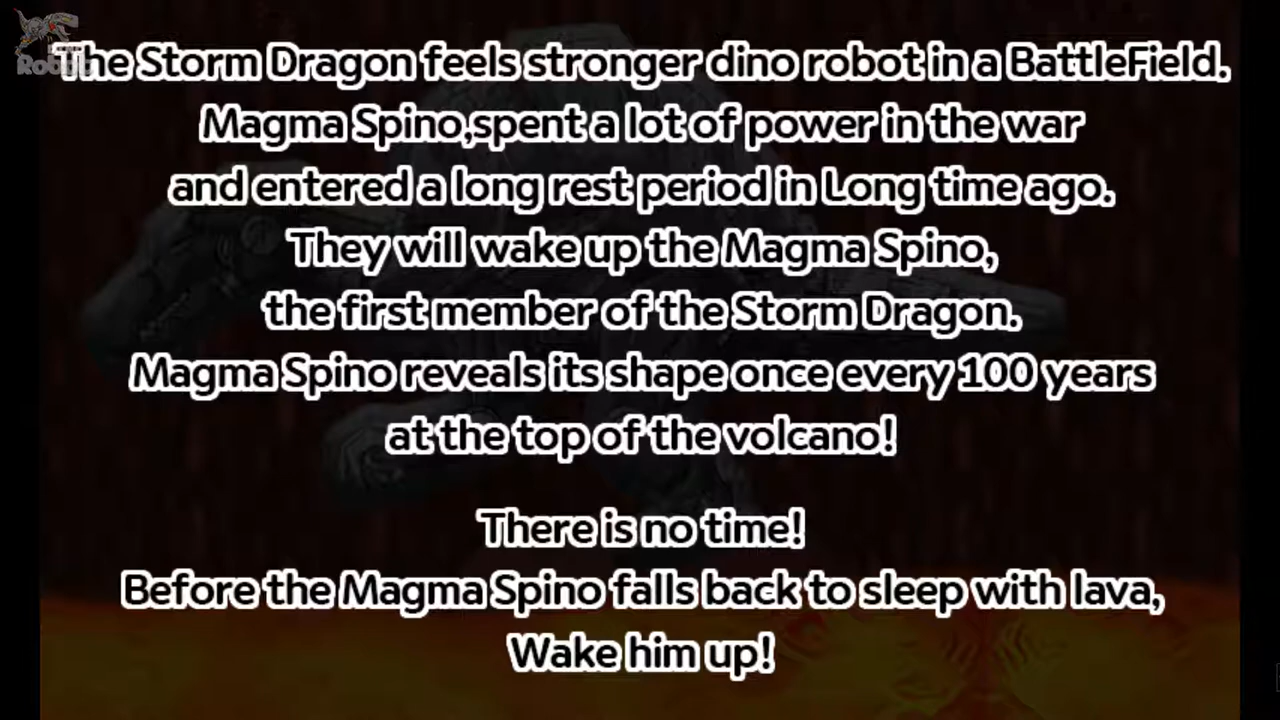 The Storm Dragon feels stronger dino robot in a BattleField.
Magma Spino,spent a lot of power in the war
and entered a long rest period in Long time ago.
They will wake up the Magma Spino,
the first member of the Storm Dragon.
Magma Spino reveals its shape once every 100 years
at the top of the volcano!
There is no time!
Before the Magma Spino falls back to sleep with lava,
Wake him up!